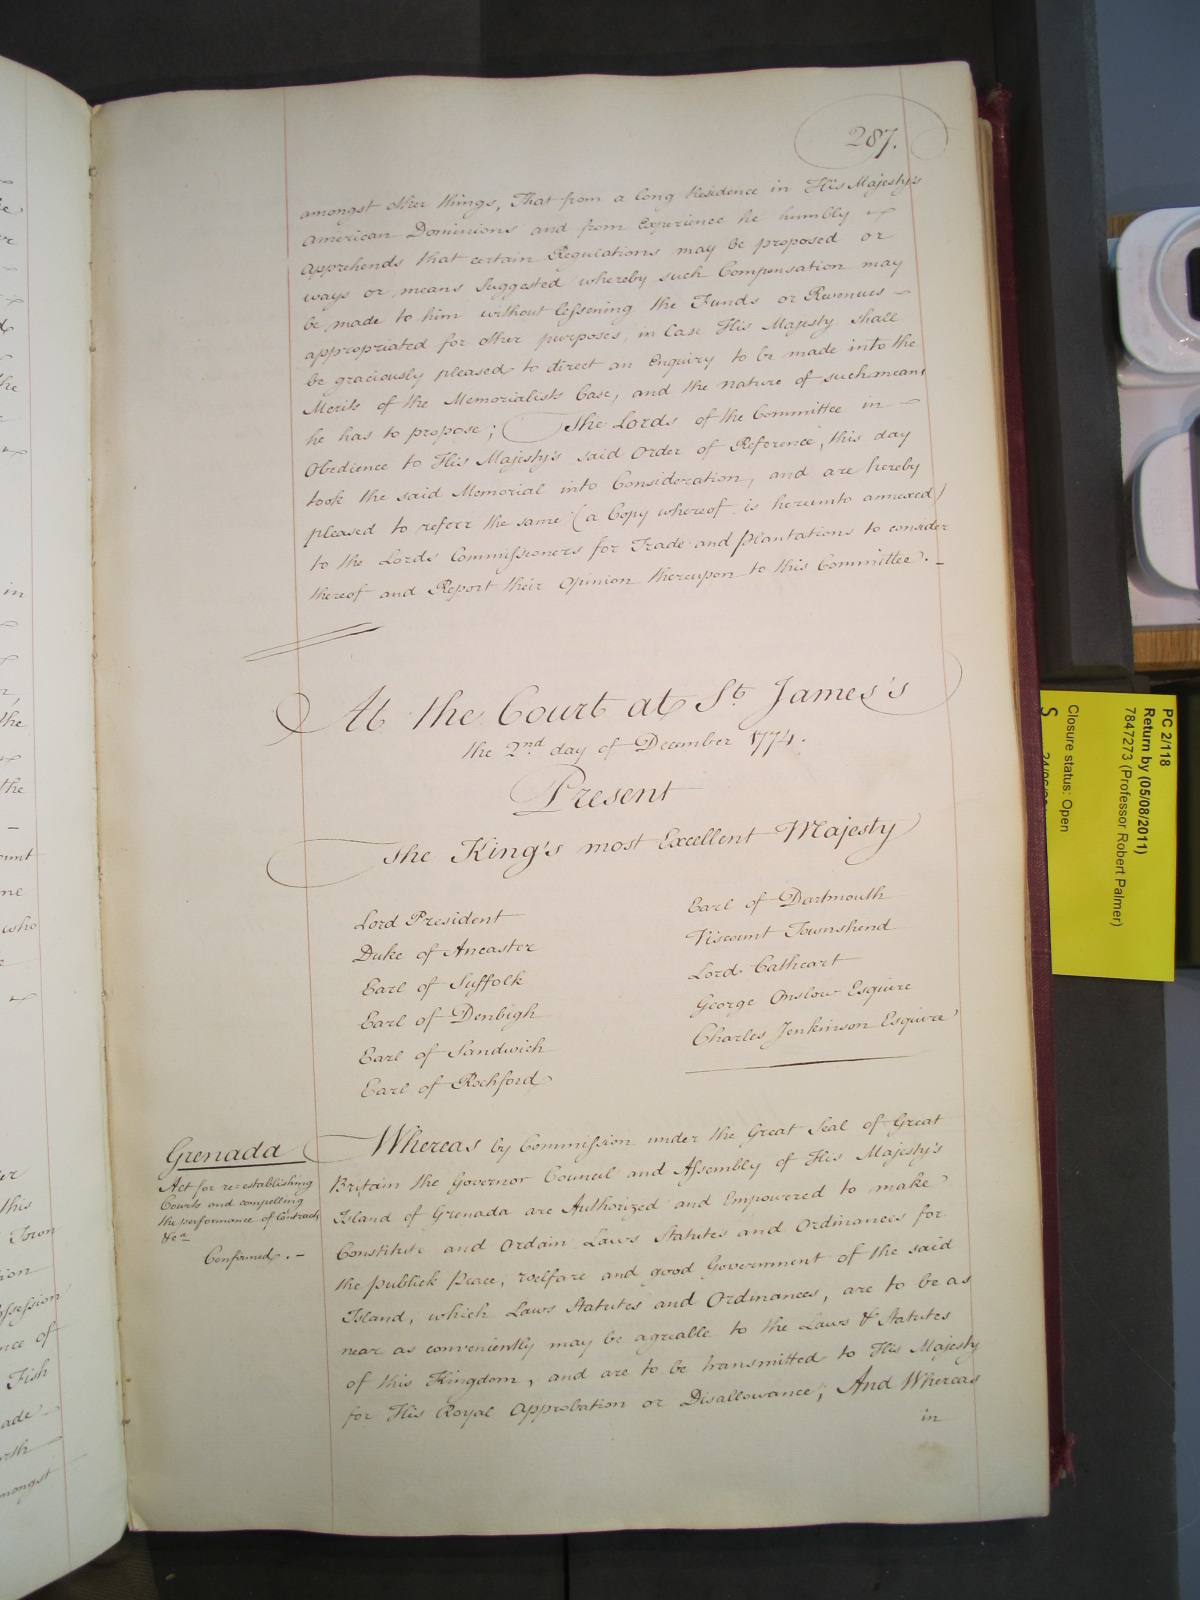 287.
amongst other things, That from a long Residence in His Majesty's
American Dominions and from Experience he humbly
apprehends that certain Regulations may be proposed or
ways or means Suggested whereby such Compensation may
be made to him without lessening the Funds or Revenues
appropriated for other purposes, in Case His Majesty shall
be graciously pleased to direct an Enquiry to be made into the
Merits of the Memorialists Case, and the nature of such means
he has to propose; The Lords of the Committee in
Obedience to His Majesty's said Order of Reference, this day
took the said Memorial into Consideration, and are hereby
pleased to referr the same (a Copy whereof is hereunto annexed)
to the Lords Commissioners for Trade and Plantations to consider
thereof and Report their Opinion thereupon to this Committee.
At the Court at St. James's
the 2nd day of December 1774.
Present
The King's most Excellent Majesty
Lord President
Duke of Ancaster
Earl of Suffolk
Earl of Denbigh
Earl of Sandwich
Earl of Rochford
Earl of Dartmouth
Viscount Townshend
Lord Cathcart
George Onslow Esquire
Charles Jenkinson Esquire
Grenada
Act for re=establishing
Courts and compelling
the performance of Contracts
&ca
Confirmed. -
Whereas by Commission under the Great Seal of Great
Britain the Governor Council and Assembly of His Majesty's
Island of Grenada are Authorized and Empowered to make
Constitute and Ordain Laws Statutes and Ordinances for
the publick Peace, welfare and good Government of the said
Island, which Laws Statutes and Ordinances, are to be as
near as conveniently may be agreable to the Laws & Statutes
of this Kingdom, and are to be transmitted to His Majesty
for His Royal Approbation or Disallowance; And Whereas
in
PC 2/118
Return by (05/08/2011)
7847273 (Professor Robert Palmer)
Closure status: Open
S